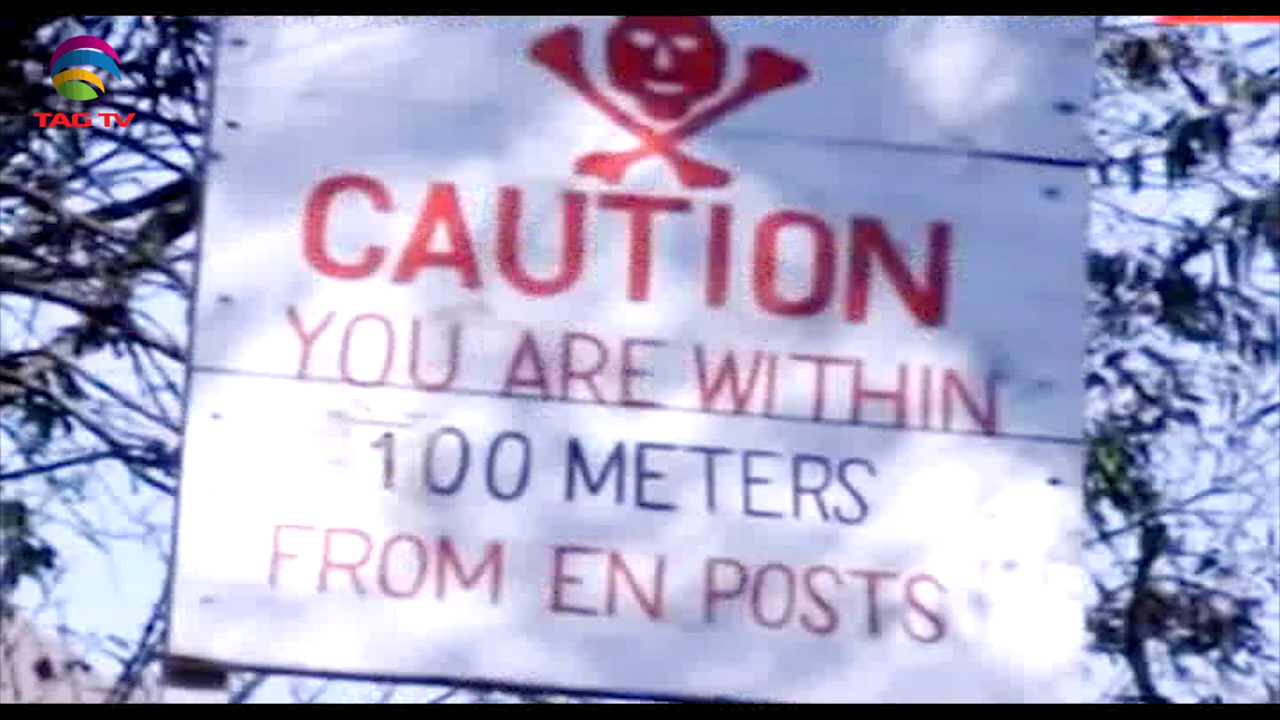 TAG TV
CAUTION
YOU ARE WITHIN
100 METERS
FROM EN POSTS